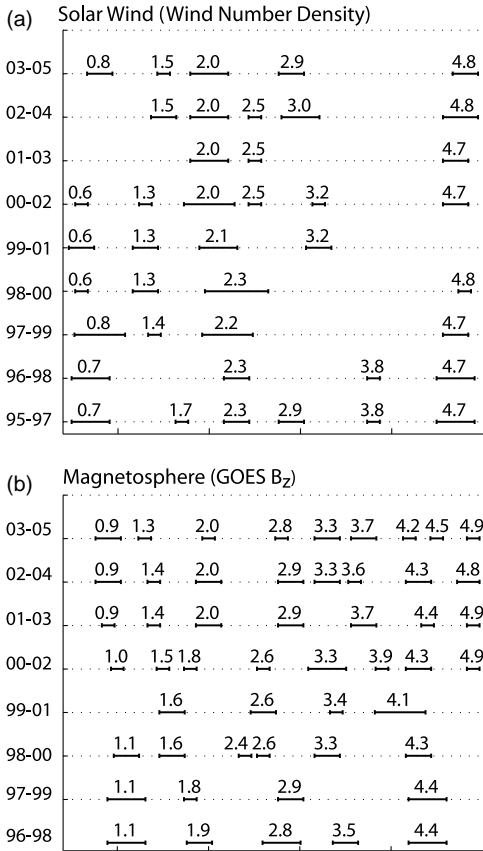 (a) Solar Wind (Wind Number Density)
03-05 0.8 1.5 2.0 2.9 4.8
02-04 1.5 2.0 2.5 3.0 4.8
01-03 2.0 2.5 4.7
00-02 0.6 1.3 2.0 2.5 3.2 4.7
99-01 0.6 1.3 2.1 3.2
98-00 0.6 1.3 2.3 4.8
97-99 0.8 1.4 2.2 4.7
96-98 0.7 2.3 3.8 4.7
95-97 0.7 1.7 2.3 2.9 3.8 4.7
(b) Magnetosphere (GOES Bz)
03-05 0.9 1.3 2.0 2.8 3.3 3.7 4.2 4.5 4.9
02-04 0.9 1.4 2.0 2.9 3.3 3.6 4.3 4.8
01-03 0.9 1.4 2.0 2.9 3.7 4.4 4.9
00-02 1.0 1.5 1.8 2.6 3.3 3.9 4.3 4.9
99-01 1.6 2.6 3.4 4.1
98-00 1.1 1.6 2.4 2.6 3.3 4.3
97-99 1.1 1.8 2.9 4.4
96-98 1.1 1.9 2.8 3.5 4.4